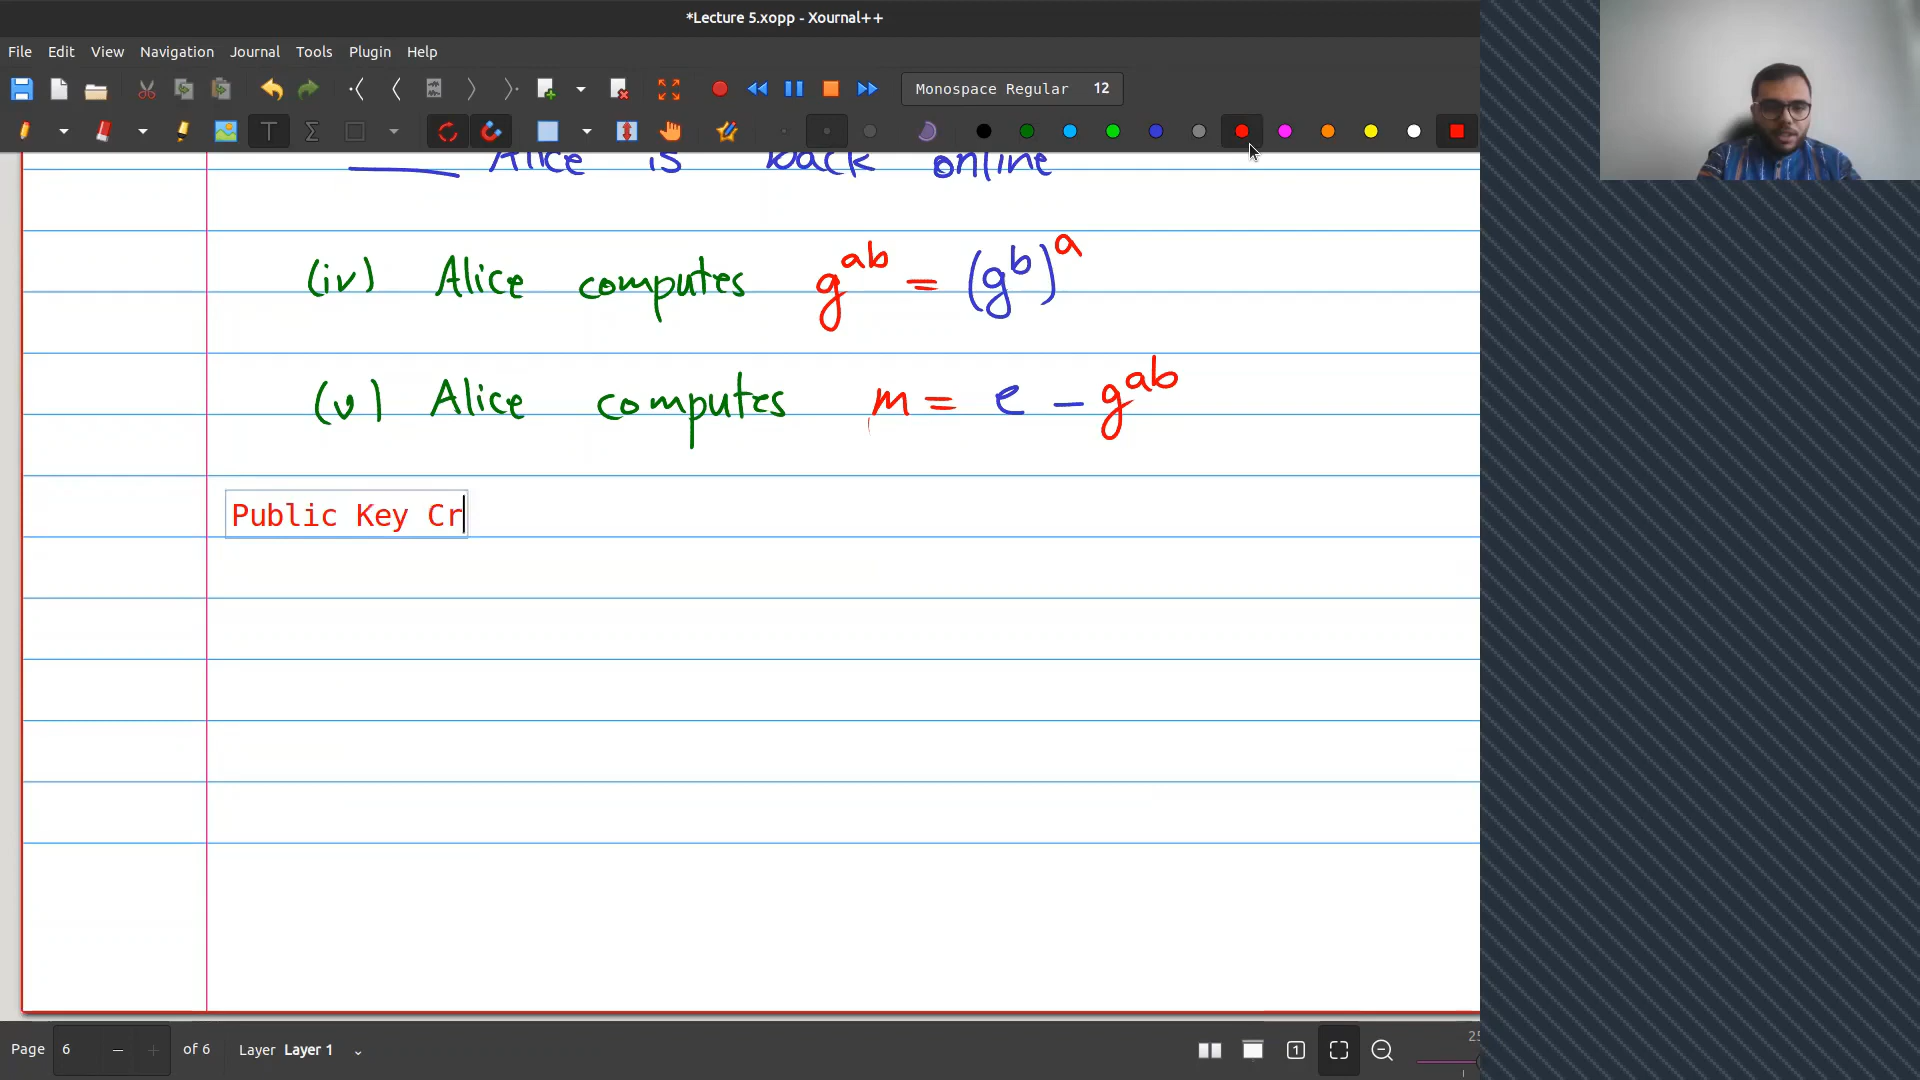 *Lecture 5.xopp - Xournal++
File Edit View Navigation Journal Tools Plugin Help
Monospace Regular 12
Alice is back online
(iv) Alice computes g^{ab} = (g^b)^a
(v) Alice computes m = e - g^{ab}
Public Key Cr
Page 6 of 6 Layer Layer 1